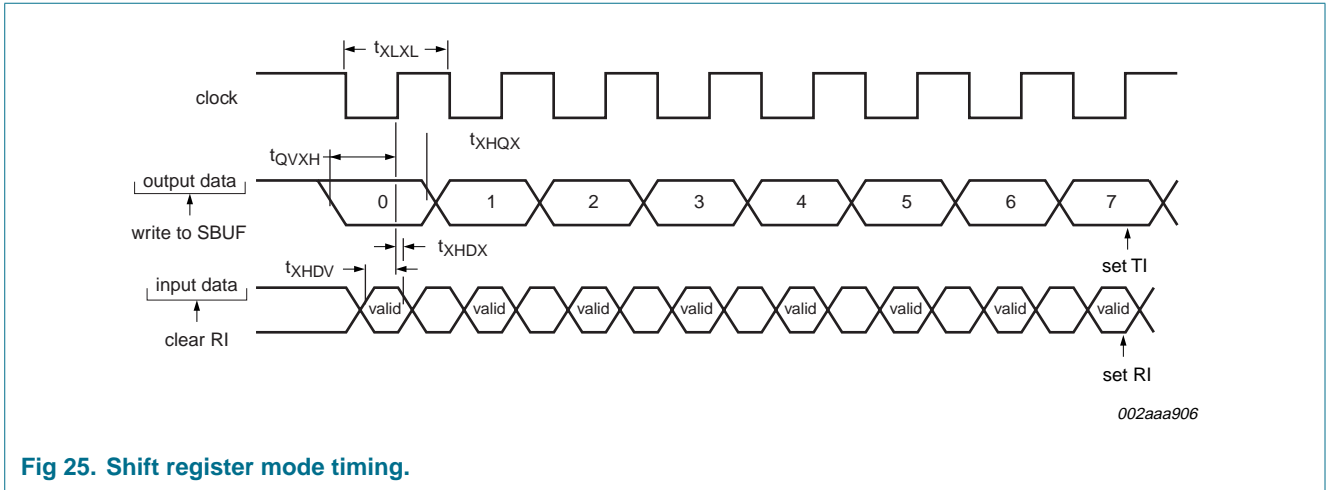 tXLXL
clock
tXHQX
tQVXH
output data
0 1 2 3 4 5 6 7
write to SBUF
tXHDX
set TI
tXHDV
input data
valid valid valid valid valid valid valid valid
clear RI
set RI
002aaa906
Fig 25. Shift register mode timing.